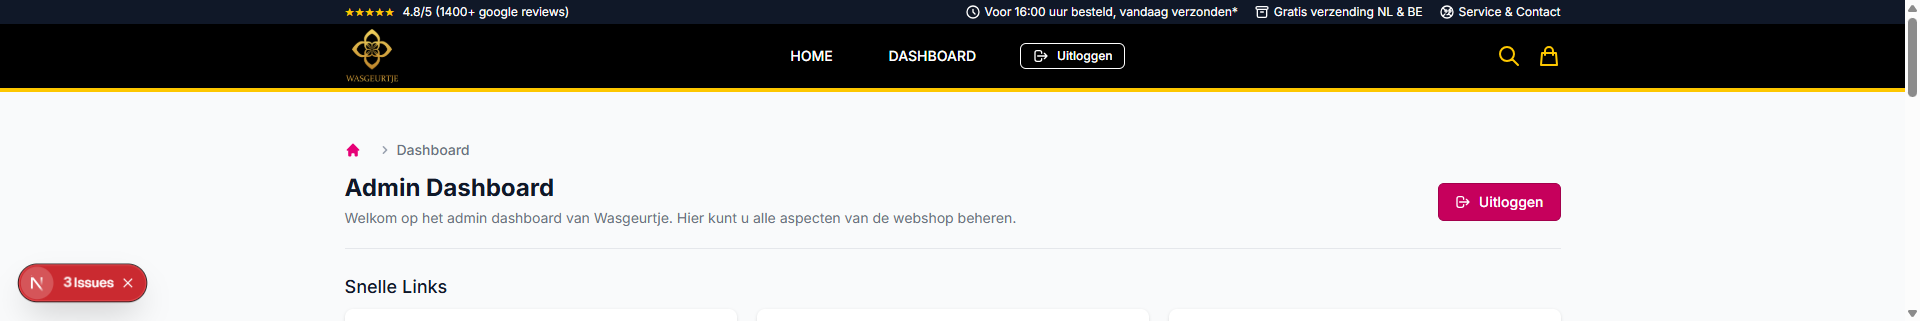 ★★★★★ 4.8/5 (1400+ google reviews)
Voor 16:00 uur besteld, vandaag verzonden*
Gratis verzending NL & BE
Service & Contact
WASGEURTJE
HOME
DASHBOARD
Uitloggen
Dashboard
Admin Dashboard
Welkom op het admin dashboard van Wasgeurtje. Hier kunt u alle aspecten van de webshop beheren.
Uitloggen
N 3 Issues
Snelle Links